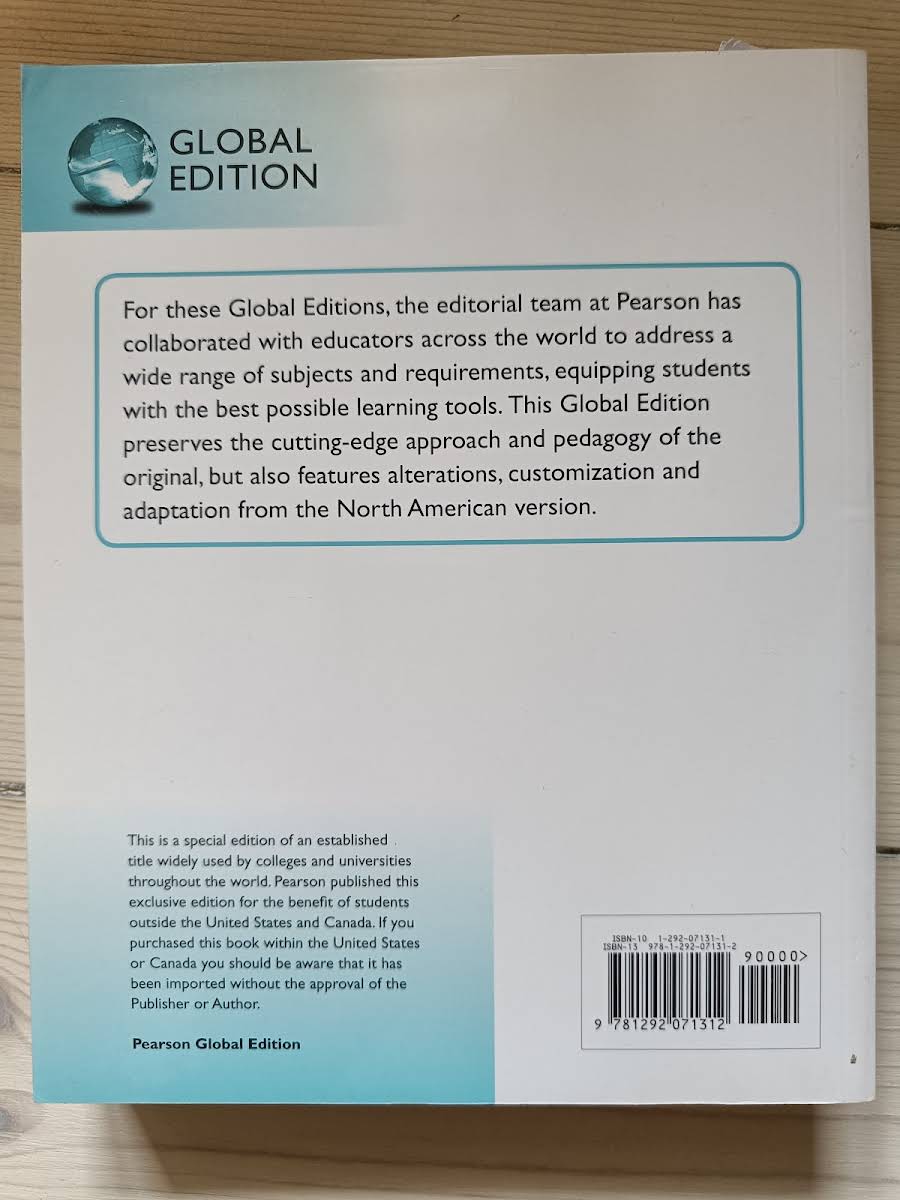 GLOBAL
EDITION
For these Global Editions, the editorial team at Pearson has
collaborated with educators across the world to address a
wide range of subjects and requirements, equipping students
with the best possible learning tools. This Global Edition
preserves the cutting-edge approach and pedagogy of the
original, but also features alterations, customization and
adaptation from the North American version.
This is a special edition of an established
title widely used by colleges and universities
throughout the world. Pearson published this
exclusive edition for the benefit of students
outside the United States and Canada. If you
purchased this book within the United States
or Canada you should be aware that it has
been imported without the approval of the
Publisher or Author.
Pearson Global Edition
ISBN-10 1-292-07131-1
ISBN-13 978-1-292-07131-2
90000>
9 781292 071312